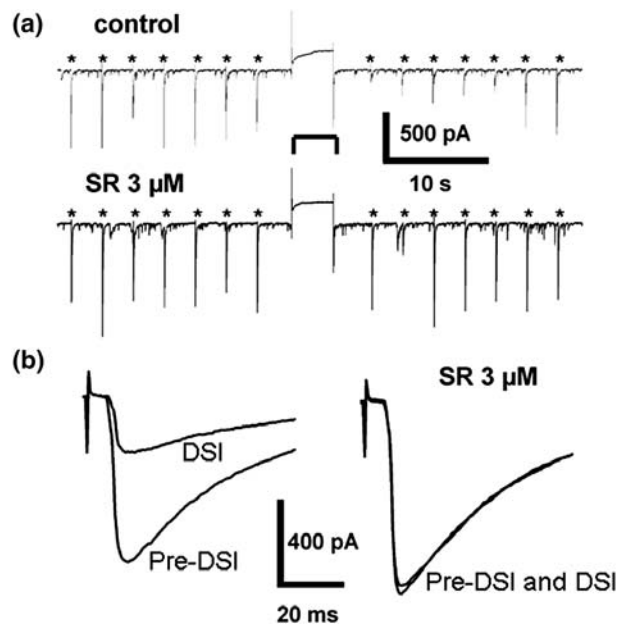 (a)
control
* * * * * * * * * * * * * *
500 pA
10 s
SR 3 µM
* * * * * * * * * * * * * *
(b)
SR 3 µM
DSI
Pre-DSI
400 pA
20 ms
Pre-DSI and DSI